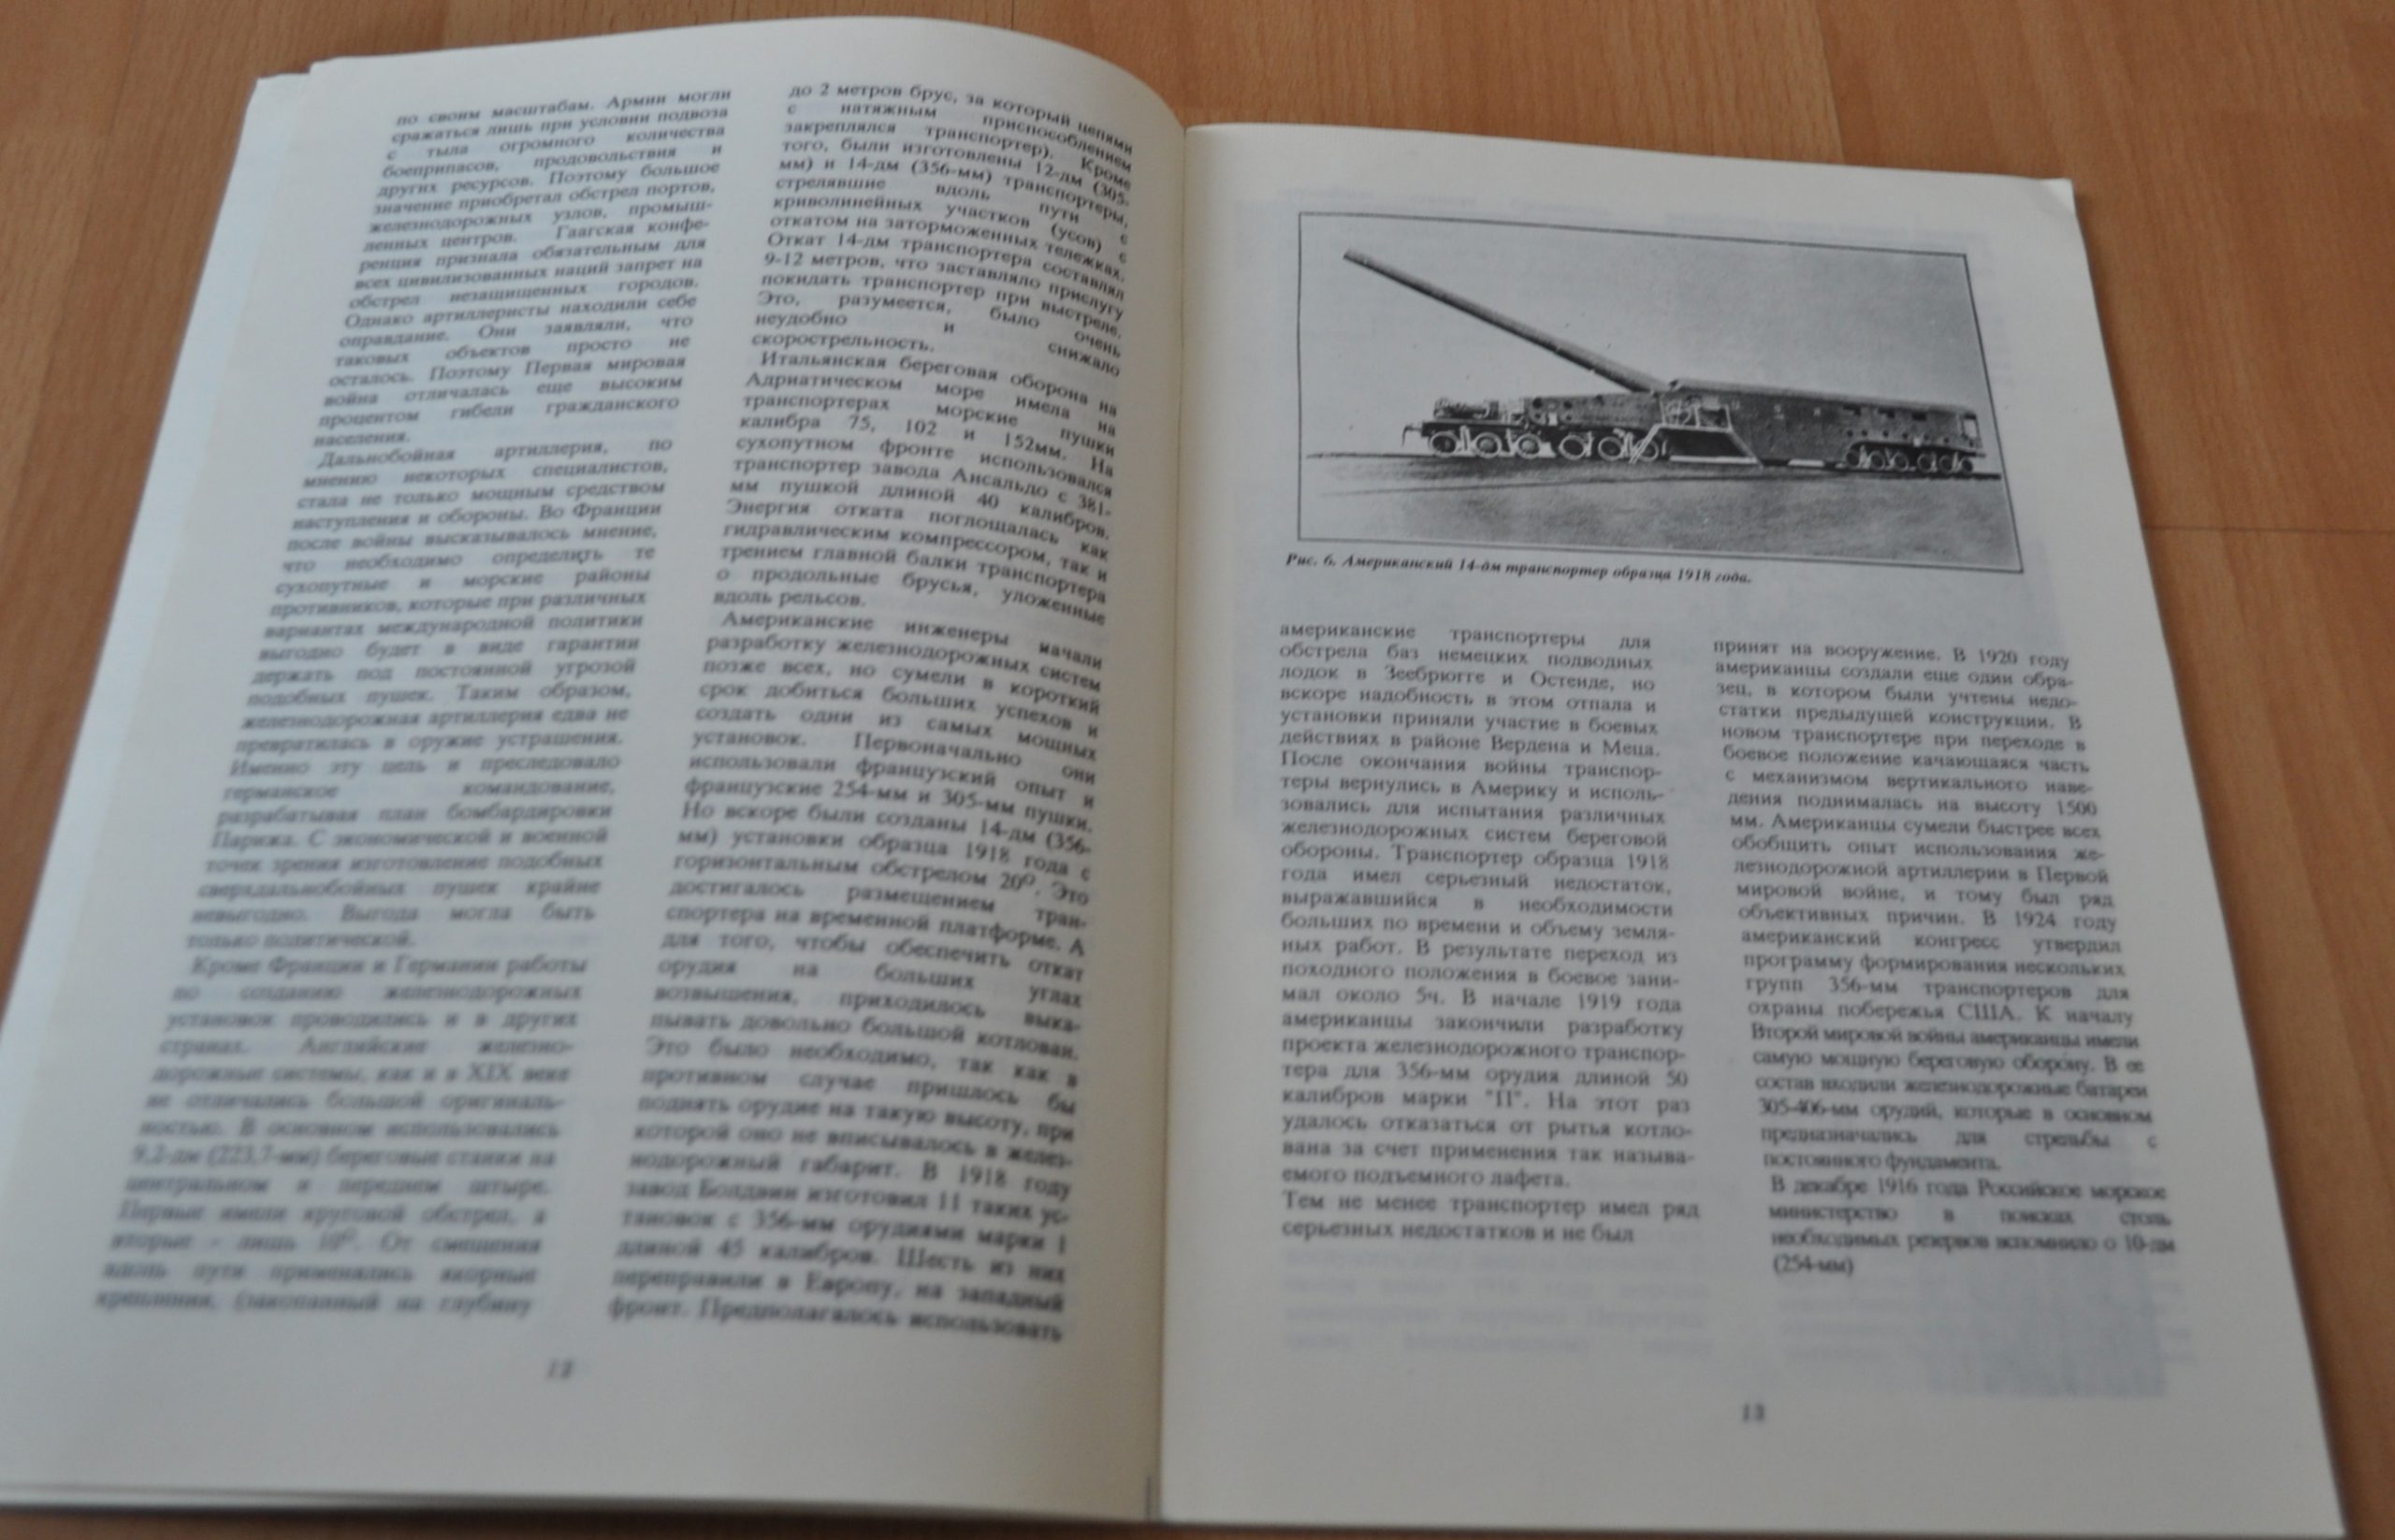 по своим масштабам. Армии могли
сражаться лишь при условии подвоза
с тыла огромного количества
боеприпасов, продовольствия и
других ресурсов. Поэтому большое
значение приобретал обстрел портов,
железнодорожных узлов, промыш-
ленных центров. Гаагская конфе-
ренция признала обязательным для
всех цивилизованных наций запрет на
обстрел незащищенных городов.
Однако артиллеристы находили себе
оправдание. Они заявляли, что
таковых объектов просто не
осталось. Поэтому Первая мировая
война отличалась еще высоким
процентом гибели гражданского
населения.
Дальнобойная артиллерия, по
мнению некоторых специалистов,
стала не только мощным средством
наступления и обороны. Во Франции
после войны высказывалось мнение,
что необходимо определить те
сухопутные и морские районы
противников, которые при различных
вариантах международной политики
выгодно будет в виде гарантии
держать под постоянной угрозой
подобных пушек. Таким образом,
железнодорожная артиллерия едва не
превратилась в оружие устрашения.
Именно эту цель и преследовало
германское командование,
разрабатывая план бомбардировки
Парижа. С экономической и военной
точек зрения изготовление подобных
сверхдальнобойных пушек крайне
невыгодно. Выгода могла быть
только политической.
Кроме Франции и Германии работы
по созданию железнодорожных
установок проводились и в других
странах. Английские железно-
дорожные системы, как и в XIX веке
не отличались большой оригиналь-
ностью. В основном использовались
9,2-дм (223,7-мм) береговые станки на
центральном и переднем штыре.
Первые имели круговой обстрел, а
вторые - лишь 10°. От смещения
вдоль пути применялись якорные
крепления, (закопанный на глубину
до 2 метров брус, за который цепями
с натяжным приспособлением
закреплялся транспортер). Кроме
того, были изготовлены 12-дм (305-
мм) и 14-дм (356-мм) транспортеры,
стрелявшие вдоль пути с
криволинейных участков (усов) с
откатом на заторможенных тележках.
Откат 14-дм транспортера составлял
9-12 метров, что заставляло прислугу
покидать транспортер при выстреле.
Это, разумеется, было очень
неудобно и снижало
скорострельность.
Итальянская береговая оборона на
Адриатическом море имела на
транспортерах морские пушки
калибра 75, 102 и 152мм. На
сухопутном фронте использовался
транспортер завода Ансальдо с 381-
мм пушкой длиной 40 калибров.
Энергия отката поглощалась как
гидравлическим компрессором, так и
трением главной балки транспортера
о продольные брусья, уложенные
вдоль рельсов.
Американские инженеры начали
разработку железнодорожных систем
позже всех, но сумели в короткий
срок добиться больших успехов и
создать одни из самых мощных
установок. Первоначально они
использовали французский опыт и
французские 254-мм и 305-мм пушки.
Но вскоре были созданы 14-дм (356-
мм) установки образца 1918 года с
горизонтальным обстрелом 20°. Это
достигалось размещением тран-
спортера на временной платформе. А
для того, чтобы обеспечить откат
орудия на больших углах
возвышения, приходилось выка-
пывать довольно большой котлован.
Это было необходимо, так как в
противном случае пришлось бы
поднять орудие на такую высоту, при
которой оно не вписывалось в желез-
нодорожный габарит. В 1918 году
завод Болдвин изготовил 11 таких ус-
тановок с 356-мм орудиями марки I
длиной 45 калибров. Шесть из них
переправили в Европу, на западный
фронт. Предполагалось использовать
12
Рис. 6. Американский 14-дм транспортер образца 1918 года.
американские транспортеры для
обстрела баз немецких подводных
лодок в Зеебрюгге и Остенде, но
вскоре надобность в этом отпала и
установки приняли участие в боевых
действиях в районе Вердена и Меца.
После окончания войны транспор-
теры вернулись в Америку и исполь-
зовались для испытания различных
железнодорожных систем береговой
обороны. Транспортер образца 1918
года имел серьезный недостаток,
выражавшийся в необходимости
больших по времени и объему земля-
ных работ. В результате переход из
походного положения в боевое зани-
мал около 5ч. В начале 1919 года
американцы закончили разработку
проекта железнодорожного транспор-
тера для 356-мм орудия длиной 50
калибров марки "П". На этот раз
удалось отказаться от рытья котло-
вана за счет применения так называ-
емого подъемного лафета.
Тем не менее транспортер имел ряд
серьезных недостатков и не был
принят на вооружение. В 1920 году
американцы создали еще один обра-
зец, в котором были учтены недо-
статки предыдущей конструкции. В
новом транспортере при переходе в
боевое положение качающаяся часть
с механизмом вертикального наве-
дения поднималась на высоту 1500
мм. Американцы сумели быстрее всех
обобщить опыт использования же-
лезнодорожной артиллерии в Первой
мировой войне, и тому был ряд
объективных причин. В 1924 году
американский конгресс утвердил
программу формирования нескольких
групп 356-мм транспортеров для
охраны побережья США. К началу
Второй мировой войны американцы имели
самую мощную береговую оборону. В ее
состав входили железнодорожные батареи
305-406-мм орудий, которые в основном
предназначались для стрельбы с
постоянного фундамента.
В декабре 1916 года Российское морское
министерство в поисках столь
необходимых резервов вспомнило о 10-дм
(254-мм)
13